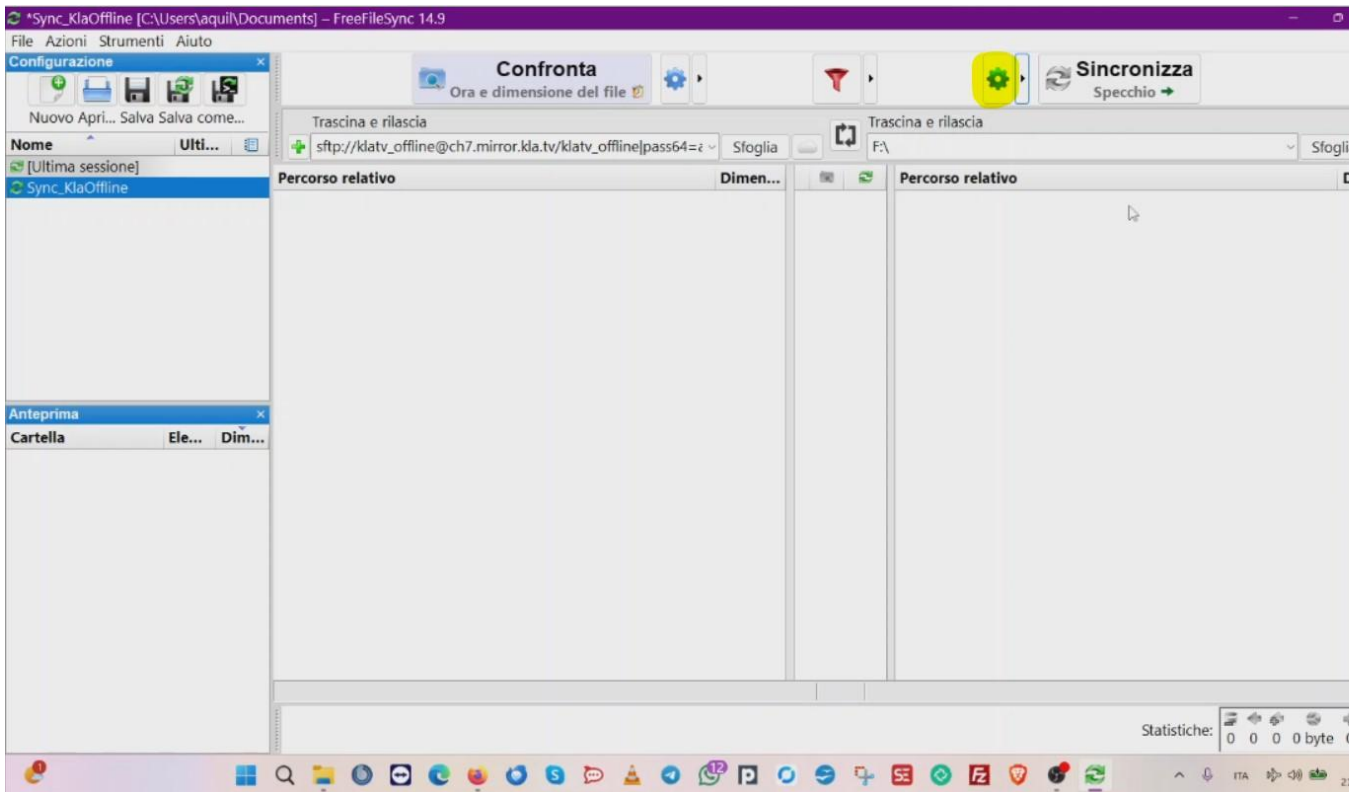 *Sync_KlaOffline [C:\Users\aquil\Documents] – FreeFileSync 14.9
File Azioni Strumenti Aiuto
Configurazione
Nuovo Apri... Salva Salva come...
Nome Ulti...
[Ultima sessione]
Sync_KlaOffline
Anteprima
Cartella Ele... Dim...
Confronta
Ora e dimensione del file
Sincronizza
Specchio
Trascina e rilascia
sftp://klatv_offline@ch7.mirror.kla.tv/klatv_offline|pass64=
Sfoglia
Trascina e rilascia
F:\
Percorso relativo Dimen...
Percorso relativo
Statistiche: 0 0 0 0 byte
12
ITA